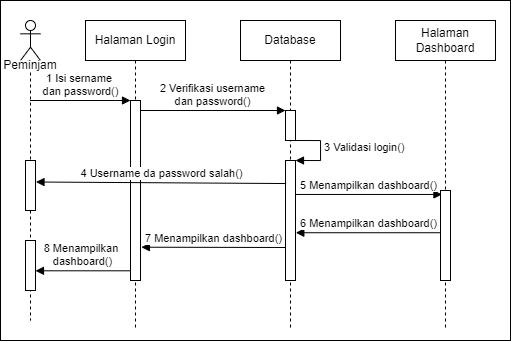 Halaman Login
Database
Halaman
Dashboard
Peminjam
1 Isi sername
dan password()
2 Verifikasi username
dan password()
3 Validasi login()
4 Username da password salah()
5 Menampilkan dashboard()
6 Menampilkan dashboard()
7 Menampilkan dashboard()
8 Menampilkan
dashboard()